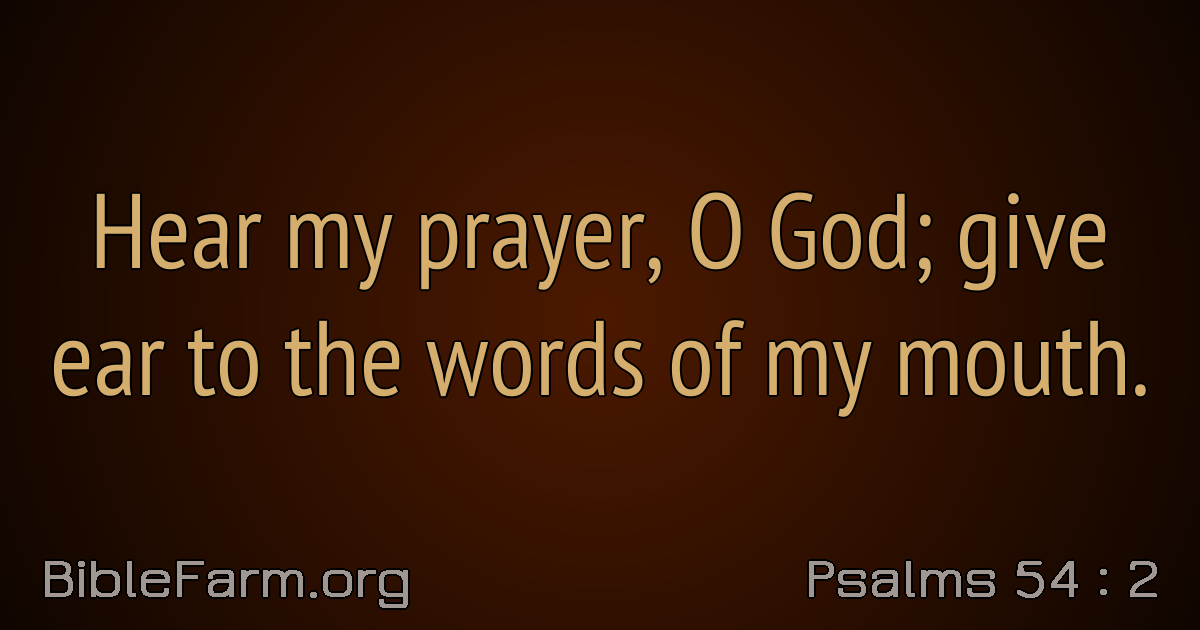 Hear my prayer, O God; give
ear to the words of my mouth.
BibleFarm.org
Psalms 54 : 2